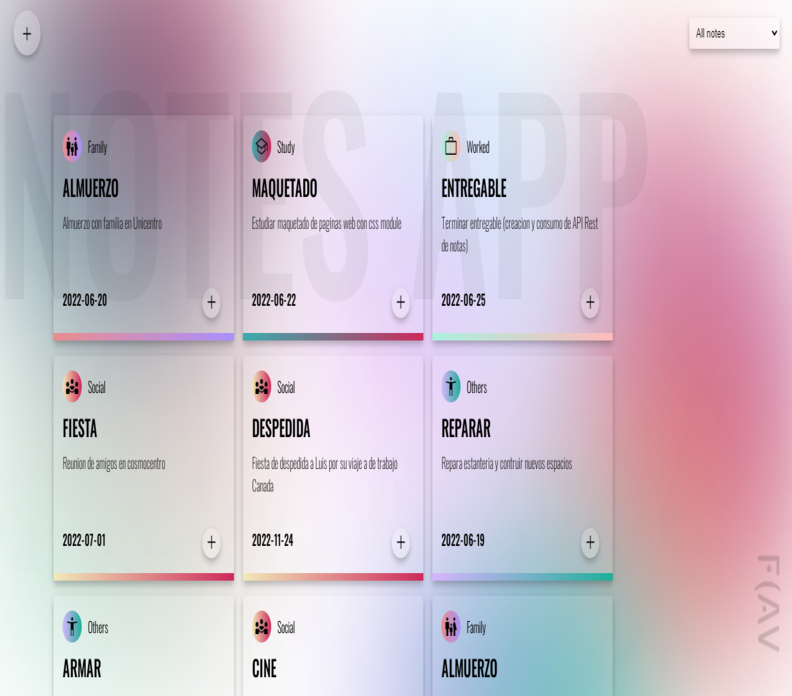 +
All notes
NOTES APP
Family
ALMUERZO
Almuerzo con familia en Unicentro
2022-06-20
+
Study
MAQUETADO
Estudiar maquetado de paginas web con css module
2022-06-22
+
Worked
ENTREGABLE
Terminar entregable (creacion y consumo de API Rest
de notas)
2022-06-25
+
Social
FIESTA
Reunion de amigos en cosmocentro
2022-07-01
+
Social
DESPEDIDA
Fiesta de despedida a Luis por su viaje a de trabajo
Canada
2022-11-24
+
Others
REPARAR
Repara estanteria y contruir nuevos espacios
2022-06-19
+
Others
ARMAR
Social
CINE
Family
ALMUERZO